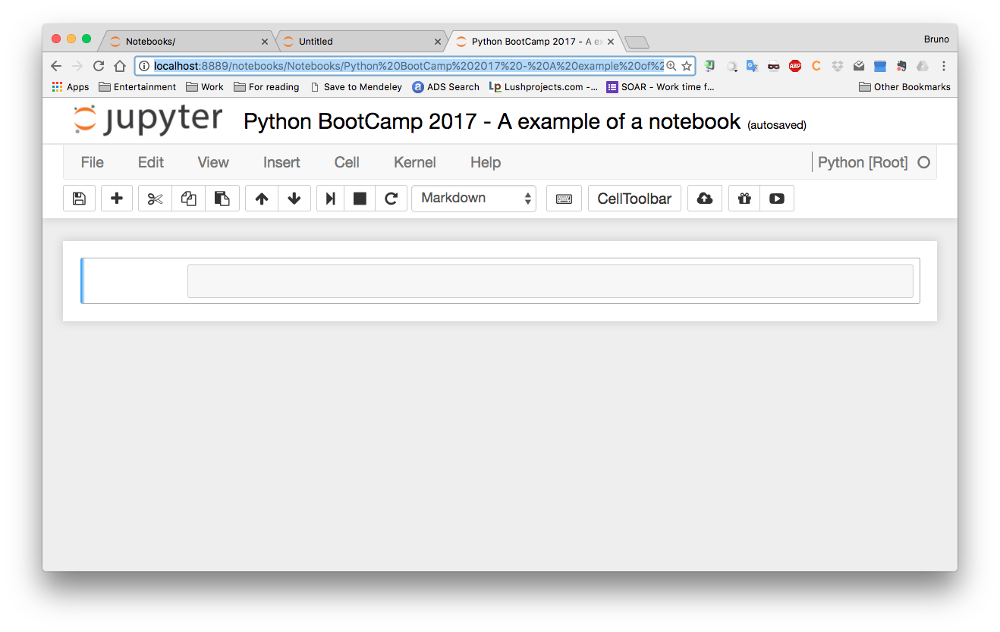 Notebooks/
Untitled
Python BootCamp 2017 - A ex
Bruno
localhost:8889/notebooks/Notebooks/Python%20BootCamp%202017%20-%20A%20example%20of%2
ABP
Apps Entertainment Work For reading Save to Mendeley a ADS Search Lp Lushprojects.com -... SOAR - Work time f... Other Bookmarks
jupyter Python BootCamp 2017 - A example of a notebook (autosaved)
File Edit View Insert Cell Kernel Help Python [Root]
Markdown CellToolbar